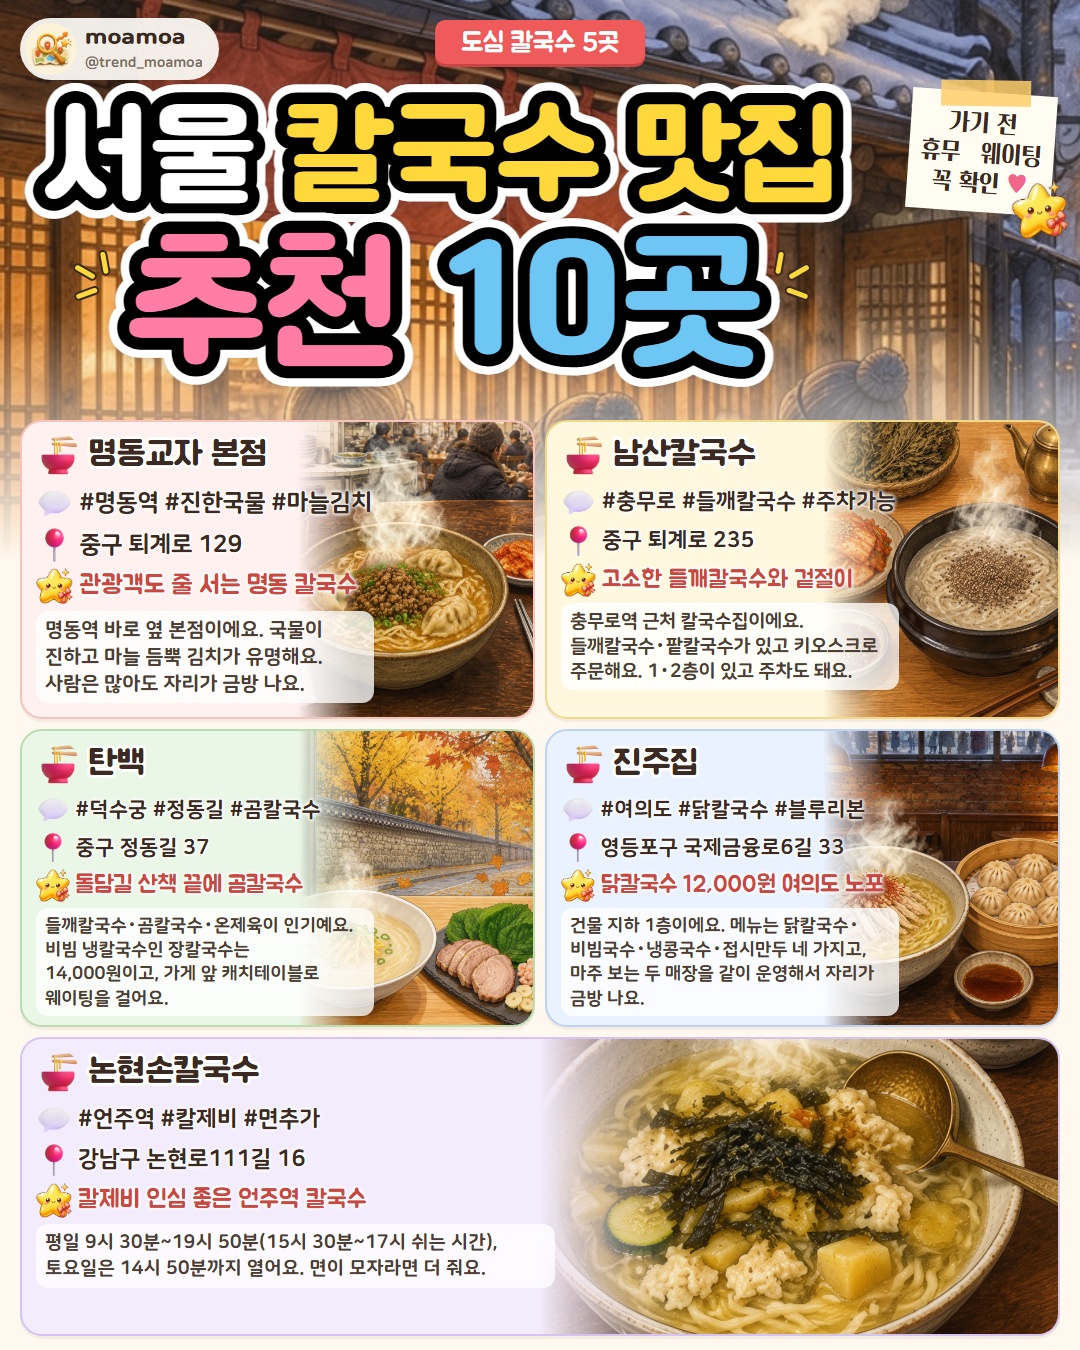 moamoa
@trend_moamoa
도심 칼국수 5곳
서울 칼국수 맛집
추천 10곳
가기 전
휴무 웨이팅
꼭 확인
명동교자 본점
#명동역 #진한국물 #마늘김치
중구 퇴계로 129
관광객도 줄 서는 명동 칼국수
명동역 바로 옆 본점이에요. 국물이
진하고 마늘 듬뿍 김치가 유명해요.
사람은 많아도 자리가 금방 나요.
남산칼국수
#충무로 #들깨칼국수 #주차가능
중구 퇴계로 235
고소한 들깨칼국수와 겉절이
충무로역 근처 칼국수집이에요.
들깨칼국수·팥칼국수가 있고 키오스크로
주문해요. 1·2층이 있고 주차도 돼요.
탄백
#덕수궁 #정동길 #곰칼국수
중구 정동길 37
돌담길 산책 끝에 곰칼국수
들깨칼국수·곰칼국수·온제육이 인기예요.
비빔 냉칼국수인 장칼국수는
14,000원이고, 가게 앞 캐치테이블로
웨이팅을 걸어요.
진주집
#여의도 #닭칼국수 #블루리본
영등포구 국제금융로6길 33
닭칼국수 12,000원 여의도 노포
건물 지하 1층이에요. 메뉴는 닭칼국수·
비빔국수·냉콩국수·접시만두 네 가지고,
마주 보는 두 매장을 같이 운영해서 자리가
금방 나요.
논현손칼국수
#언주역 #칼제비 #면추가
강남구 논현로111길 16
칼제비 인심 좋은 언주역 칼국수
평일 9시 30분~19시 50분(15시 30분~17시 쉬는 시간),
토요일은 14시 50분까지 열어요. 면이 모자라면 더 줘요.